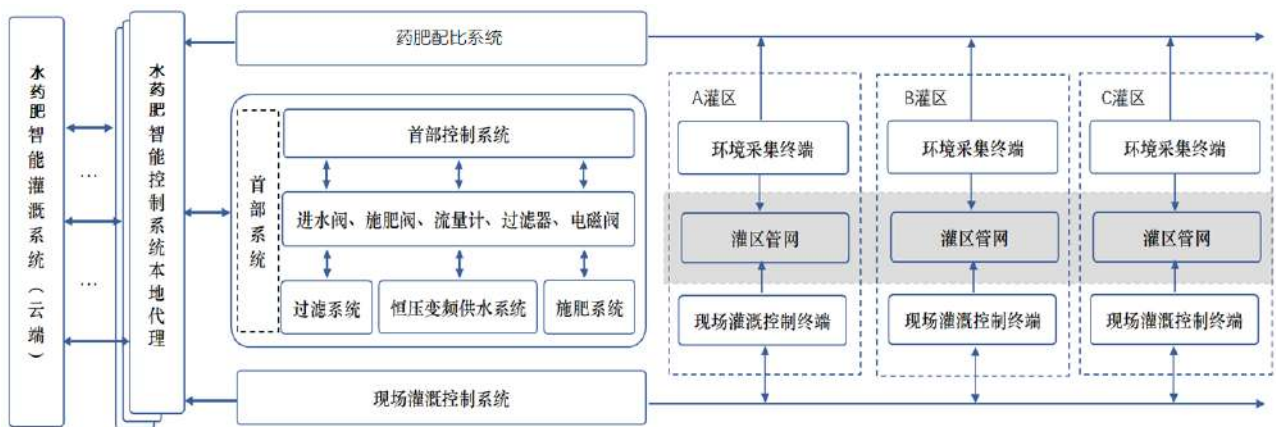 水药肥智能灌溉系统（云端）
…
…
水药肥智能控制系统本地代理
药肥配比系统
首部系统
首部控制系统
进水阀、施肥阀、流量计、过滤器、电磁阀
过滤系统
恒压变频供水系统
施肥系统
现场灌溉控制系统
A灌区
环境采集终端
灌区管网
现场灌溉控制终端
B灌区
环境采集终端
灌区管网
现场灌溉控制终端
C灌区
环境采集终端
灌区管网
现场灌溉控制终端